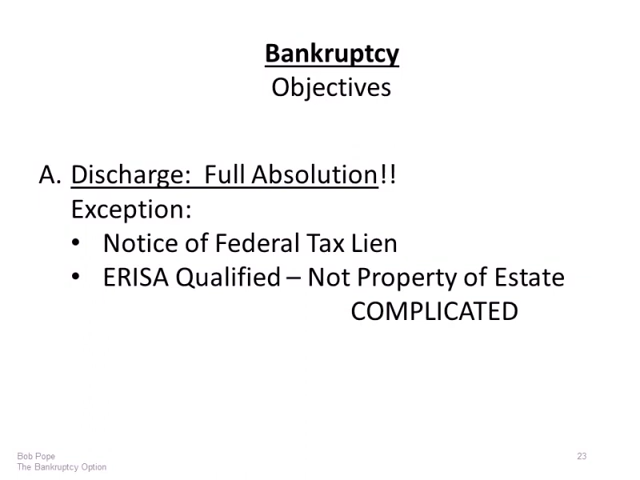 Bankruptcy
Objectives
A. Discharge: Full Absolution!!
Exception:
• Notice of Federal Tax Lien
• ERISA Qualified – Not Property of Estate
COMPLICATED
Bob Pope
The Bankruptcy Option
23